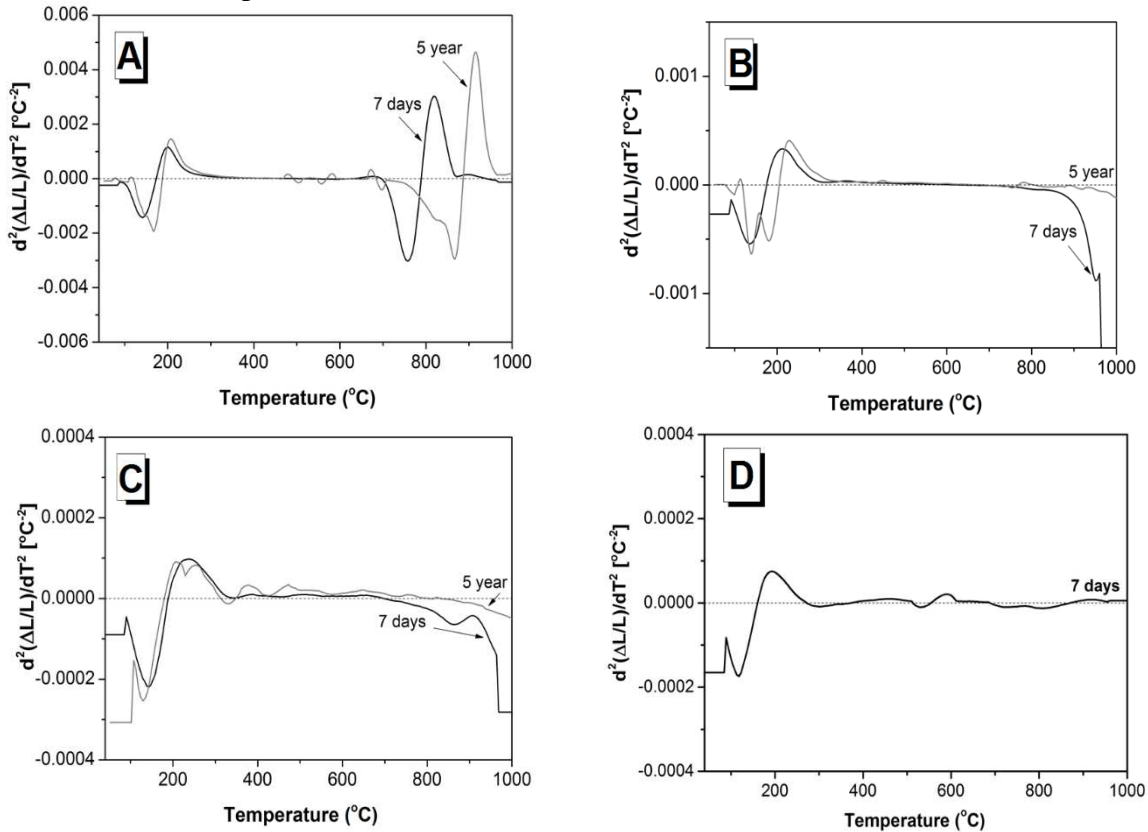 A
d²(ΔL/L)/dT² [°C⁻²]
0.006
0.004
0.002
0.000
-0.002
-0.004
-0.006
5 year
7 days
200 400 600 800 1000
Temperature (°C)
B
d²(ΔL/L)/dT² [°C⁻²]
0.001
0.000
-0.001
5 year
7 days
200 400 600 800 1000
Temperature (°C)
C
d²(ΔL/L)/dT² [°C⁻²]
0.0004
0.0002
0.0000
-0.0002
-0.0004
5 year
7 days
200 400 600 800 1000
Temperature (°C)
D
d²(ΔL/L)/dT² [°C⁻²]
0.0004
0.0002
0.0000
-0.0002
-0.0004
7 days
200 400 600 800 1000
Temperature (°C)